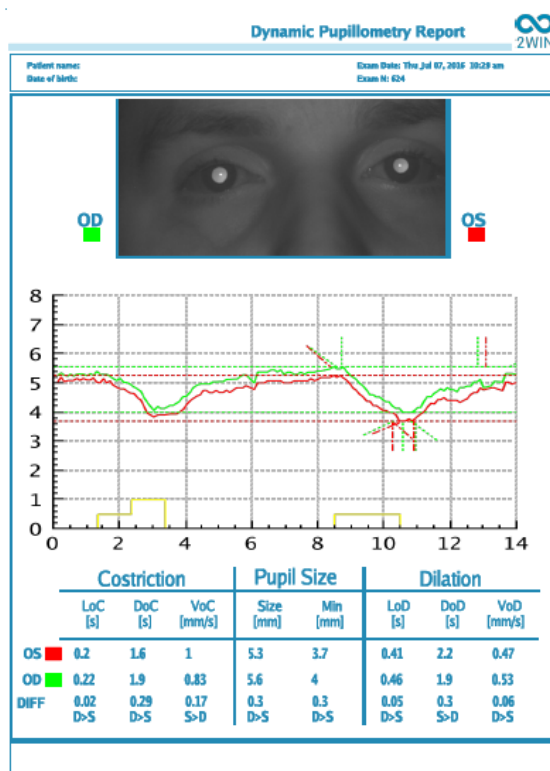 Dynamic Pupillometry Report
2WIN
Patient name:
Exam Date: Thu Jul 07, 2016 10:29 am
Date of birth:
Exam N: 624
OD
OS
8
7
6
5
4
3
2
1
0
0 2 4 6 8 10 12 14
Costriction Pupil Size Dilation
LoC DoC VoC Size Min LoD DoD VoD
[s] [s] [mm/s] [mm] [mm] [s] [s] [mm/s]
OS 0.2 1.6 1 5.3 3.7 0.41 2.2 0.47
OD 0.22 1.9 0.83 5.6 4 0.46 1.9 0.53
DIFF 0.02 0.29 0.17 0.3 0.3 0.05 0.3 0.06
D>S D>S S>D D>S D>S D>S S>D D>S